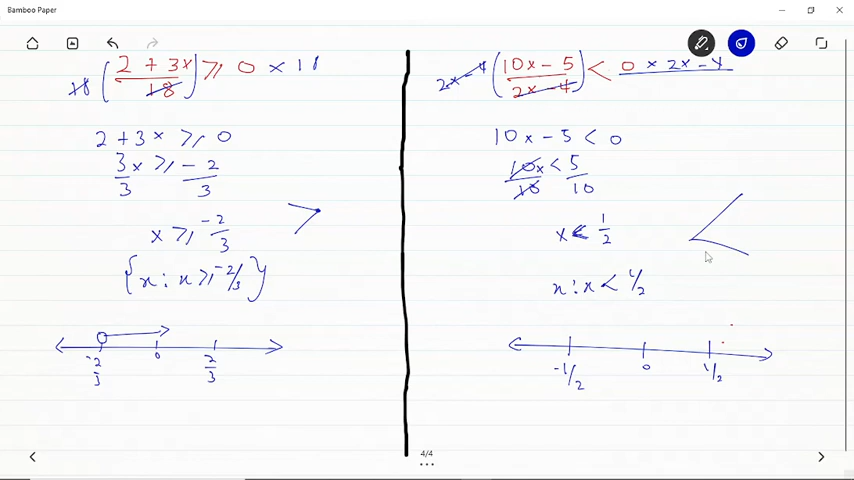 Bamboo Paper
18 ( 2 + 3x / 18 ) ⩾ 0 × 18
2 + 3x ⩾ 0
3x / 3 ⩾ -2 / 3
x ⩾ -2/3
>
{x : x ⩾ -2/3}
-2/3 0 2/3
2x-4 ( 10x - 5 / 2x - 4 ) < 0 × 2x - 4
10x - 5 < 0
10x / 10 < 5 / 10
x < 1/2
x : x < 1/2
-1/2 0 1/2
4/4